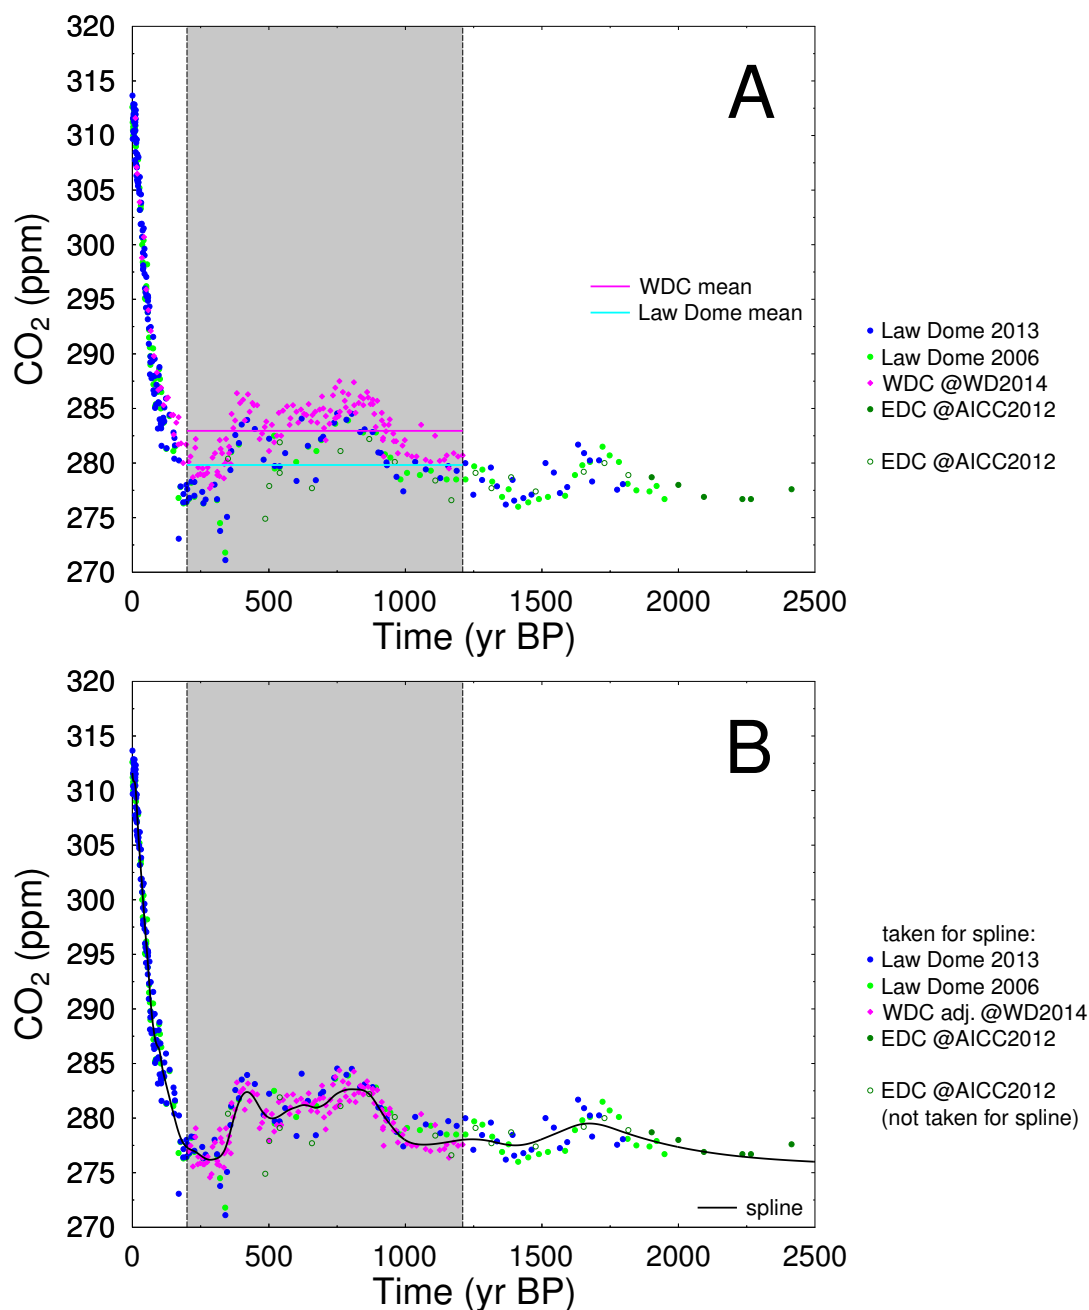 A
320
315
310
305
300
295
290
285
280
275
270
CO2 (ppm)
WDC mean
Law Dome mean
Law Dome 2013
Law Dome 2006
WDC @WD2014
EDC @AICC2012
EDC @AICC2012
0 500 1000 1500 2000 2500
Time (yr BP)
B
320
315
310
305
300
295
290
285
280
275
270
CO2 (ppm)
taken for spline:
Law Dome 2013
Law Dome 2006
WDC adj. @WD2014
EDC @AICC2012
EDC @AICC2012
(not taken for spline)
spline
0 500 1000 1500 2000 2500
Time (yr BP)